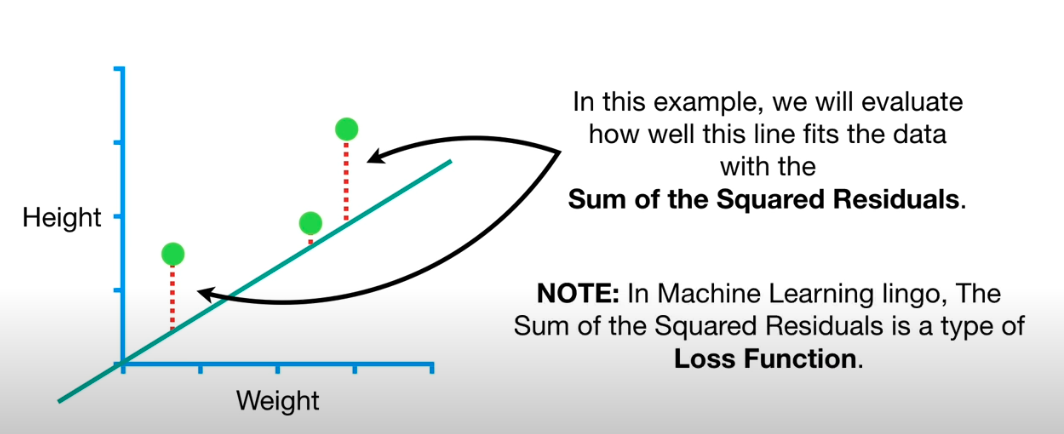 Height
Weight
In this example, we will evaluate
how well this line fits the data
with the
Sum of the Squared Residuals.
NOTE: In Machine Learning lingo, The
Sum of the Squared Residuals is a type of
Loss Function.